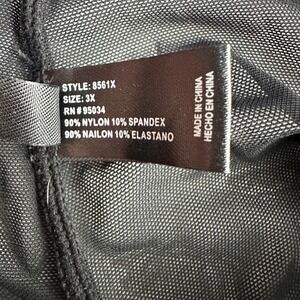 STYLE: 8561X
SIZE: 3X
RN # 95034
90% NYLON 10% SPANDEX
90% NAILON 10% ELASTANO
MADE IN CHINA
HECHO EN CHINA